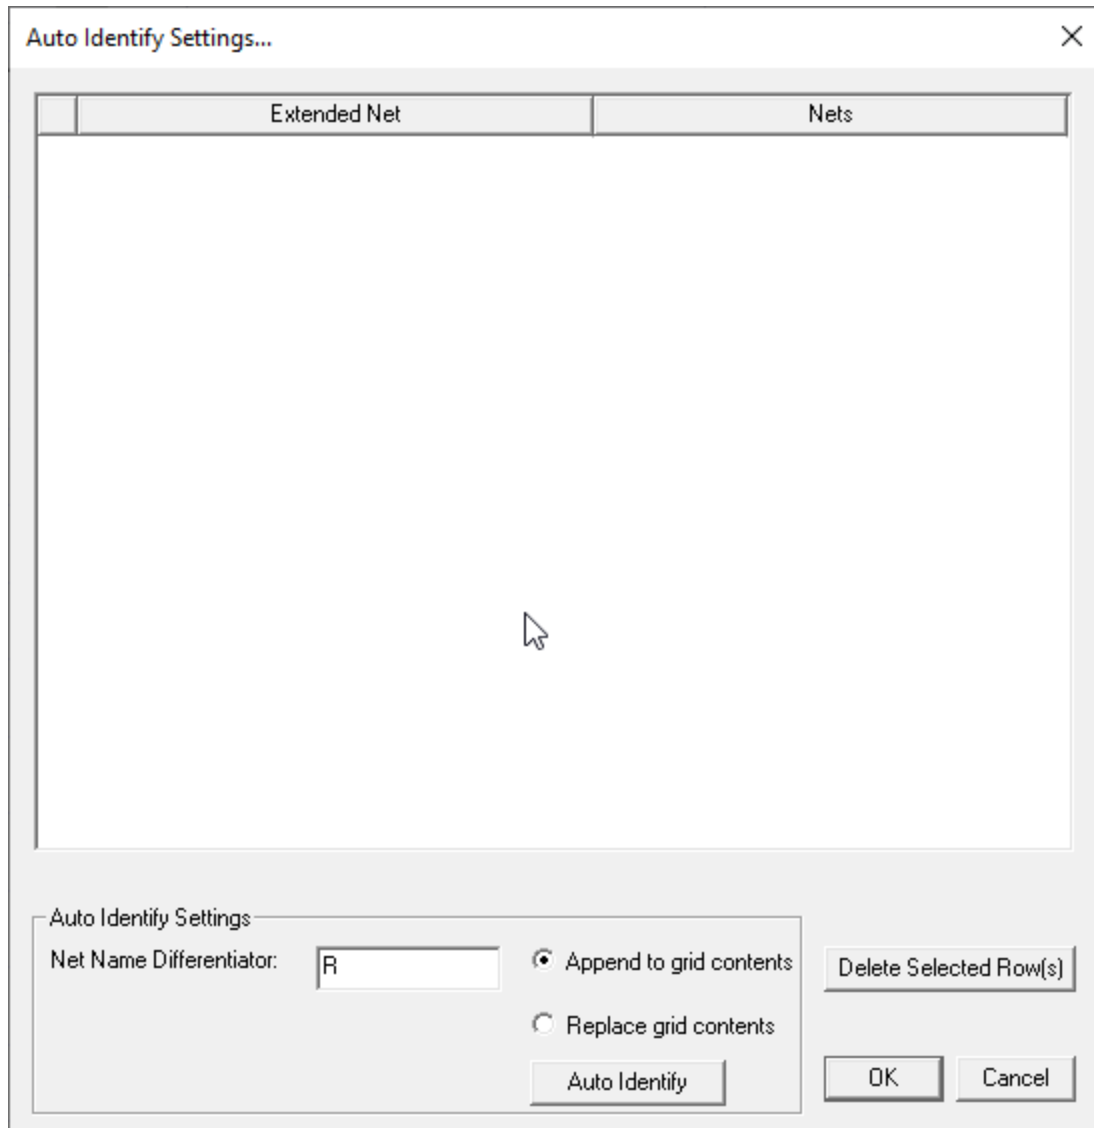 Auto Identify Settings...
Extended Net
Nets
Auto Identify Settings
Net Name Differentiator:
R
Append to grid contents
Replace grid contents
Auto Identify
Delete Selected Row(s)
OK
Cancel